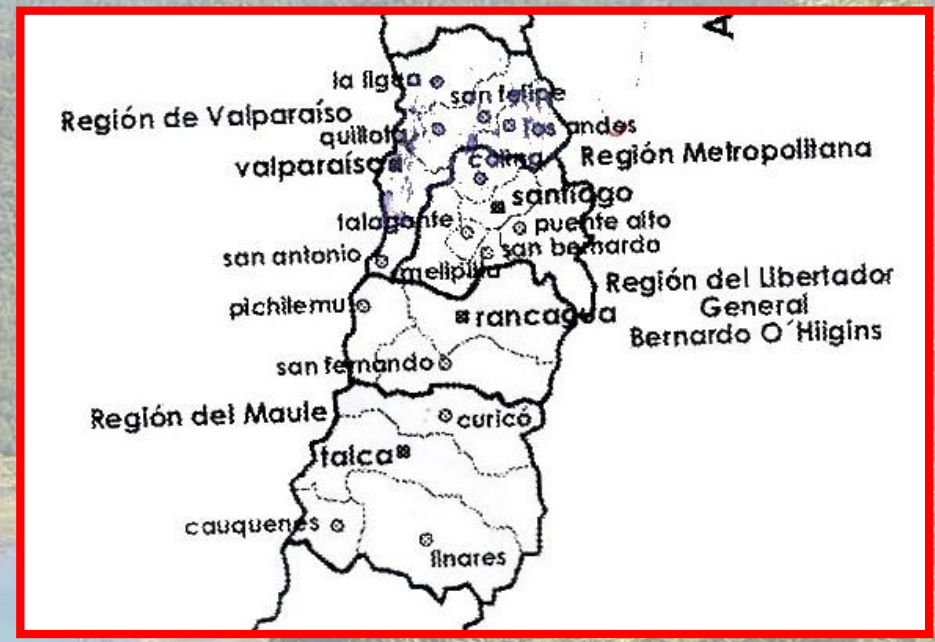 A
la ligua
san felipe
Región de Valparaíso
quillota
los andes
valparaíso
colina
Región Metropolitana
santiago
talagante
puente alto
san antonio
san bernardo
melipilla
Región del Libertador
General
Bernardo O´Hiigins
pichilemu
rancagua
san fernando
Región del Maule
curicó
talca
cauquenes
linares